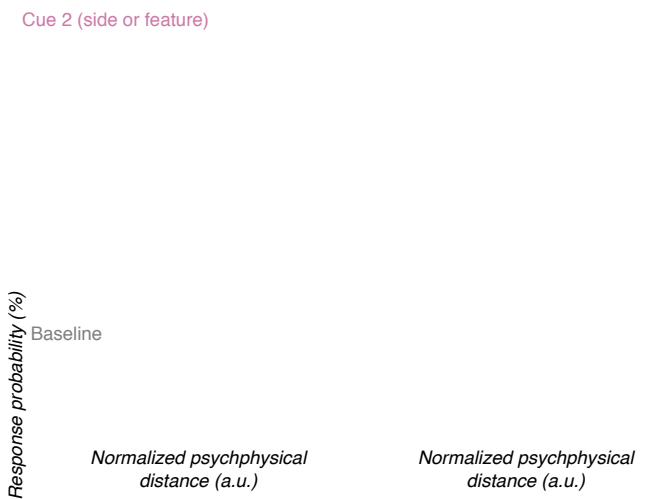 Cue 2 (side or feature)
Response probability (%)
Baseline
Normalized psychphysical
distance (a.u.)
Normalized psychphysical
distance (a.u.)